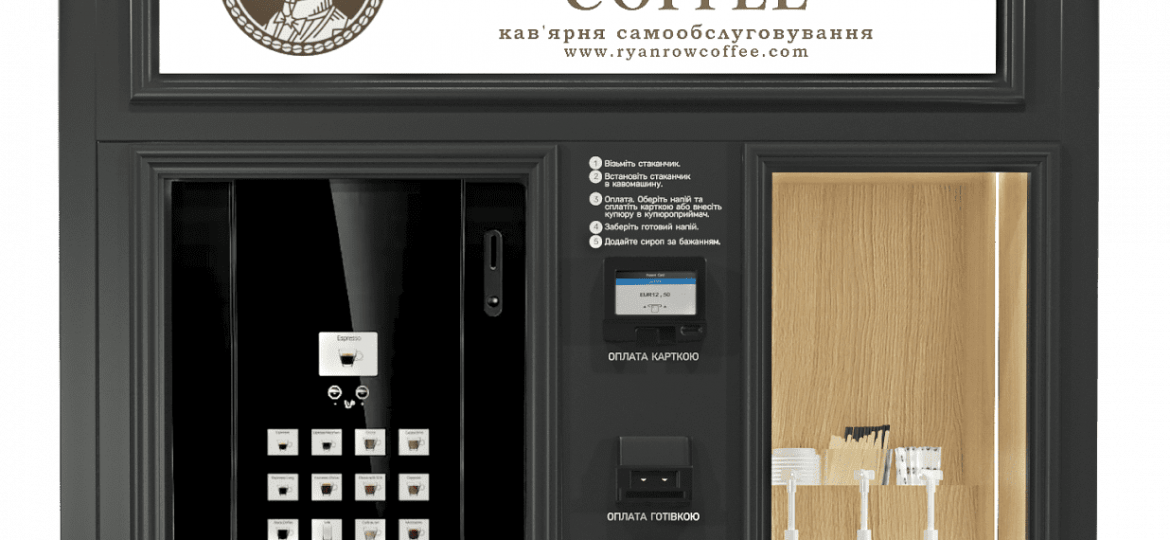 COFFEE
кав'ярня самообслуговування
www.ryanrowcoffee.com
1 Візьміть стаканчик.
2 Встановіть стаканчик
в кавомашину.
3 Оплата. Оберіть напій та
сплатіть карткою або внесіть
купюру в купюроприймач.
4 Заберіть готовий напій.
5 Додайте сироп за бажанням.
ОПЛАТА КАРТКОЮ
Espresso
ОПЛАТА ГОТІВКОЮ